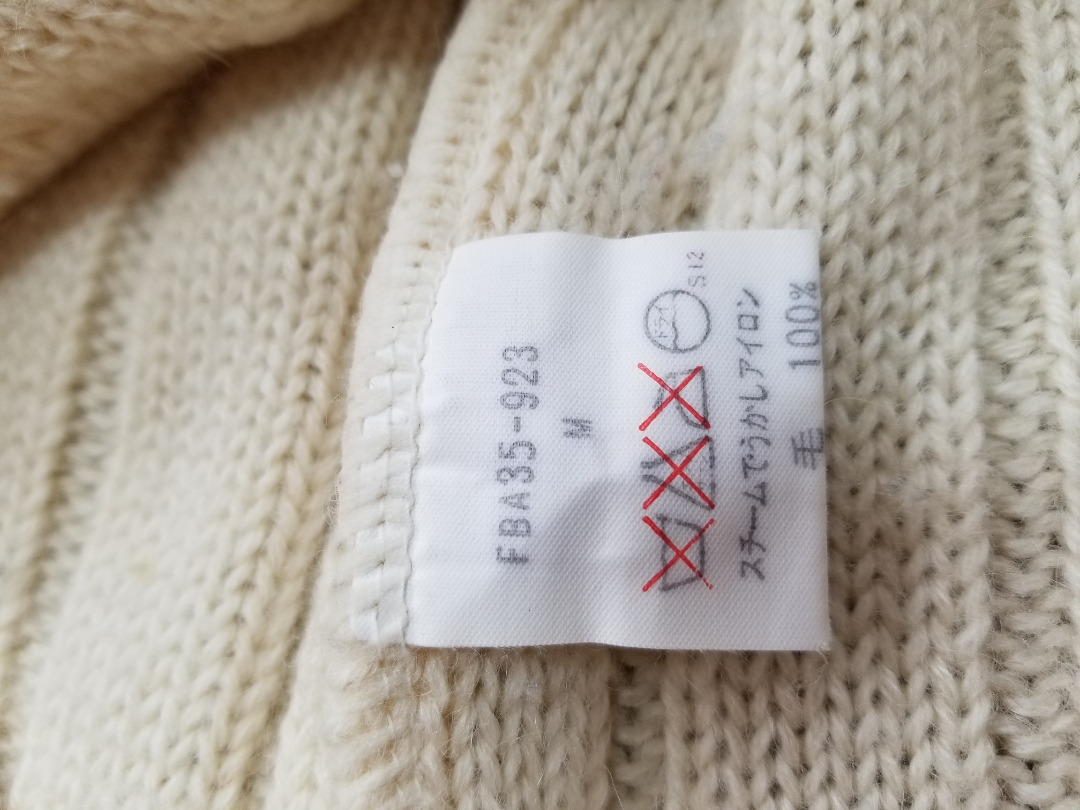 FBA35-923
M
ドライ
S12
スチームでうかしアイロン
毛 100%